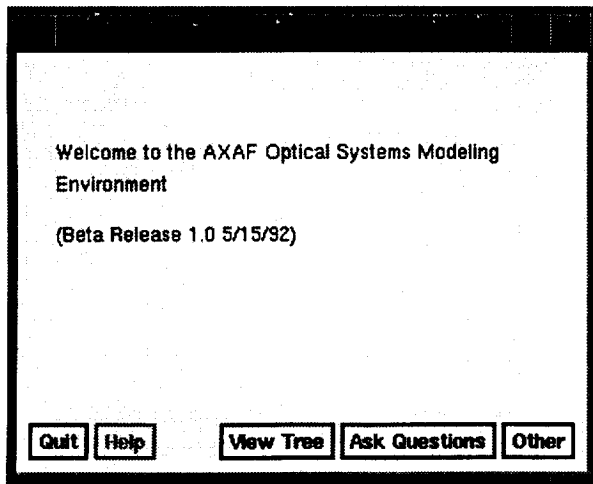 Welcome to the AXAF Optical Systems Modeling
Environment
(Beta Release 1.0 5/15/92)
Quit Help View Tree Ask Questions Other